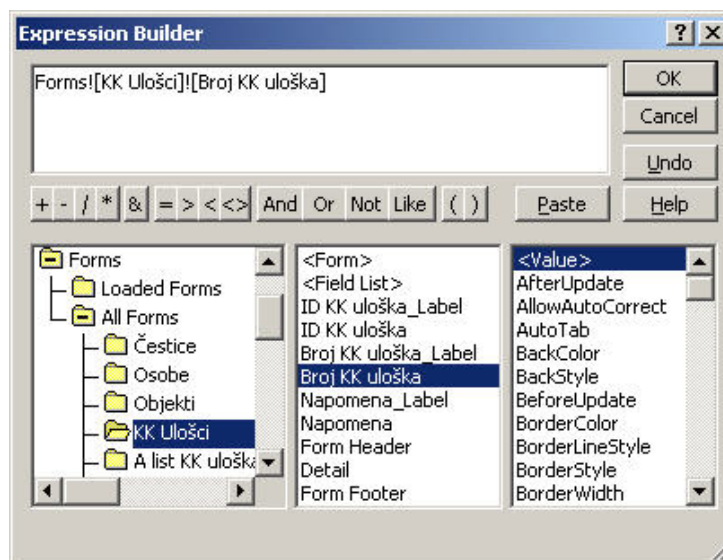 Expression Builder
Forms![KK Ulošci]![Broj KK uloška]
OK
Cancel
Undo
+ - / * & = > < <> And Or Not Like ( ) Paste Help
Forms
Loaded Forms
All Forms
Čestice
Osobe
Objekti
KK Ulošci
A list KK uloška
<Form>
<Field List>
ID KK uloška_Label
ID KK uloška
Broj KK uloška_Label
Broj KK uloška
Napomena_Label
Napomena
Form Header
Detail
Form Footer
<Value>
AfterUpdate
AllowAutoCorrect
AutoTab
BackColor
BackStyle
BeforeUpdate
BorderColor
BorderLineStyle
BorderStyle
BorderWidth